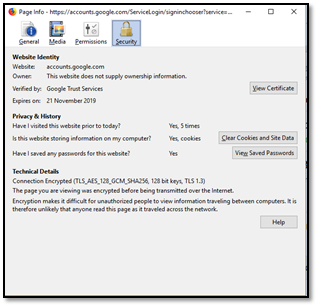 Page Info - https://accounts.google.com/ServiceLogin/signinchooser?service=...
General Media Permissions Security
Website Identity
Website: accounts.google.com
Owner: This website does not supply ownership information.
Verified by: Google Trust Services View Certificate
Expires on: 21 November 2019
Privacy & History
Have I visited this website prior to today? Yes, 5 times
Is this website storing information on my computer? Yes, cookies Clear Cookies and Site Data
Have I saved any passwords for this website? Yes View Saved Passwords
Technical Details
Connection Encrypted (TLS_AES_128_GCM_SHA256, 128 bit keys, TLS 1.3)
The page you are viewing was encrypted before being transmitted over the Internet.
Encryption makes it difficult for unauthorized people to view information traveling between computers. It is
therefore unlikely that anyone read this page as it traveled across the network.
Help